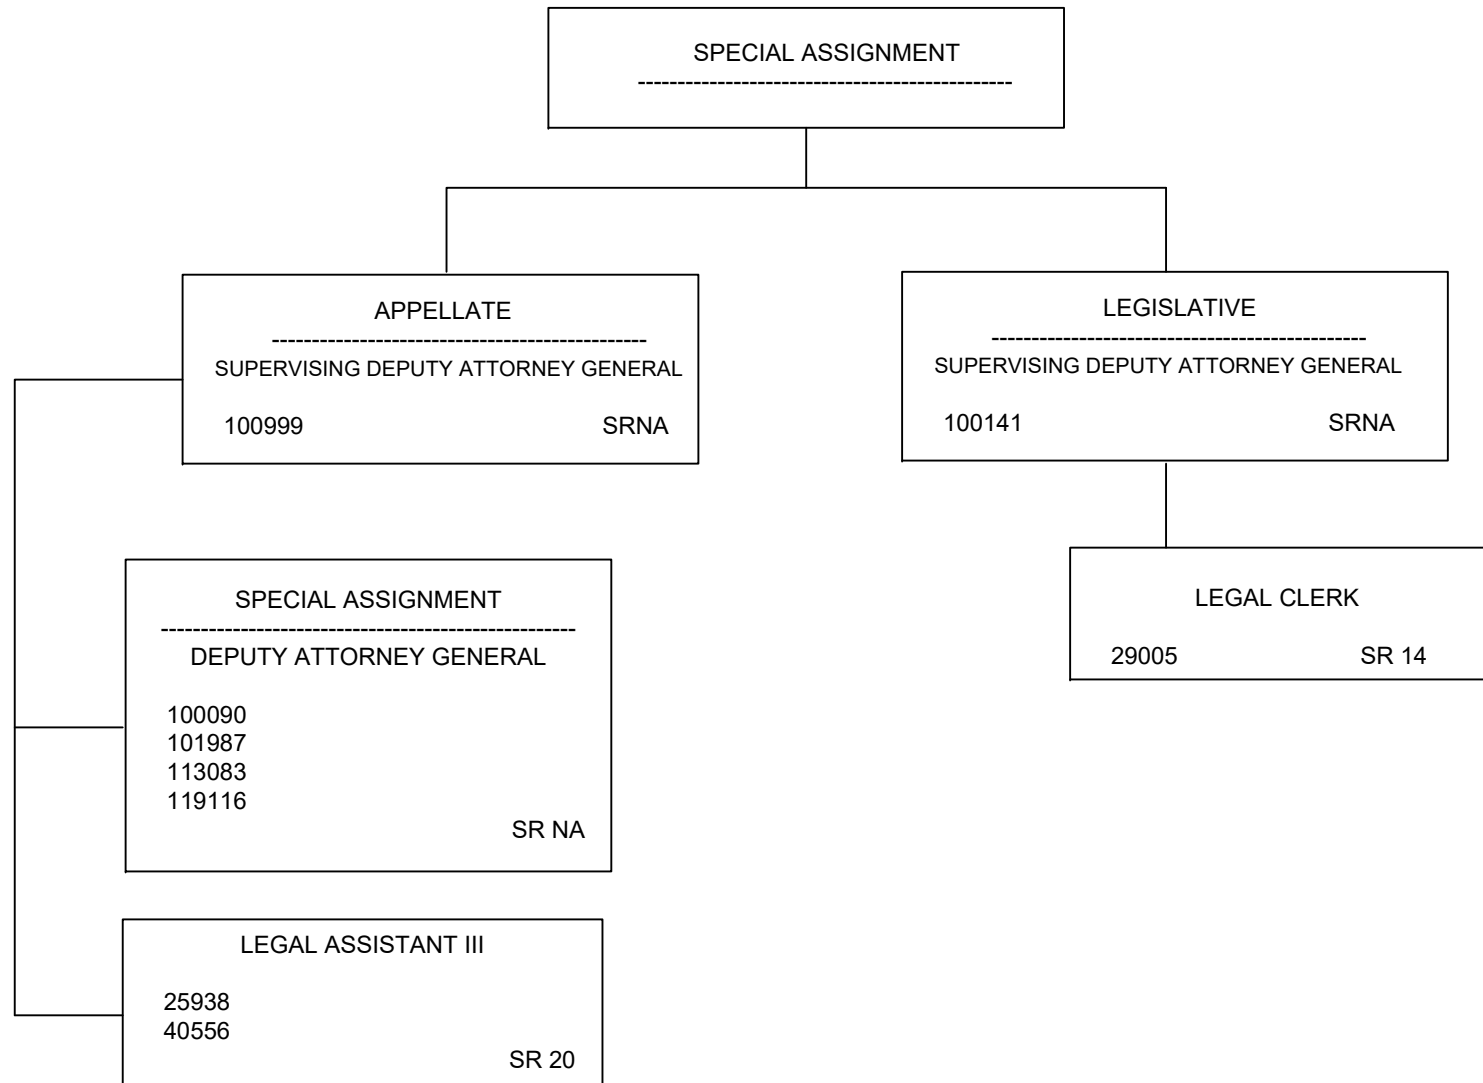 SPECIAL ASSIGNMENT
-----------------------------------------------
APPELLATE
-----------------------------------------------
SUPERVISING DEPUTY ATTORNEY GENERAL
100999 SRNA
LEGISLATIVE
-----------------------------------------------
SUPERVISING DEPUTY ATTORNEY GENERAL
100141 SRNA
SPECIAL ASSIGNMENT
----------------------------------------------------
DEPUTY ATTORNEY GENERAL
100090
101987
113083
119116
SR NA
LEGAL CLERK
29005 SR 14
LEGAL ASSISTANT III
25938
40556
SR 20